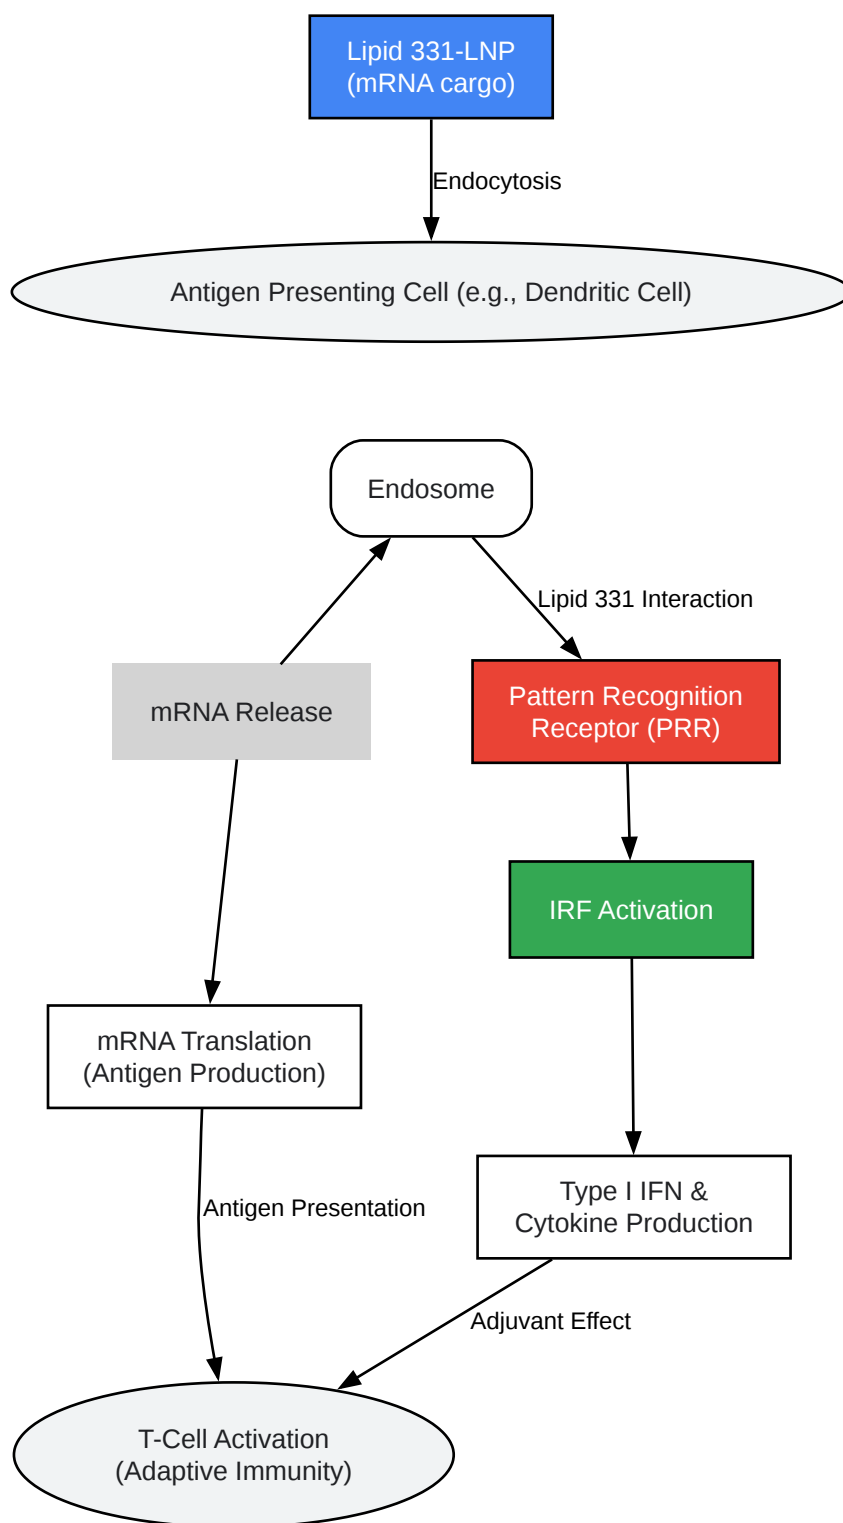 Lipid 331-LNP
(mRNA cargo)
Endocytosis
Antigen Presenting Cell (e.g., Dendritic Cell)
Endosome
Lipid 331 Interaction
mRNA Release
Pattern Recognition
Receptor (PRR)
IRF Activation
mRNA Translation
(Antigen Production)
Type I IFN &
Cytokine Production
Antigen Presentation
Adjuvant Effect
T-Cell Activation
(Adaptive Immunity)